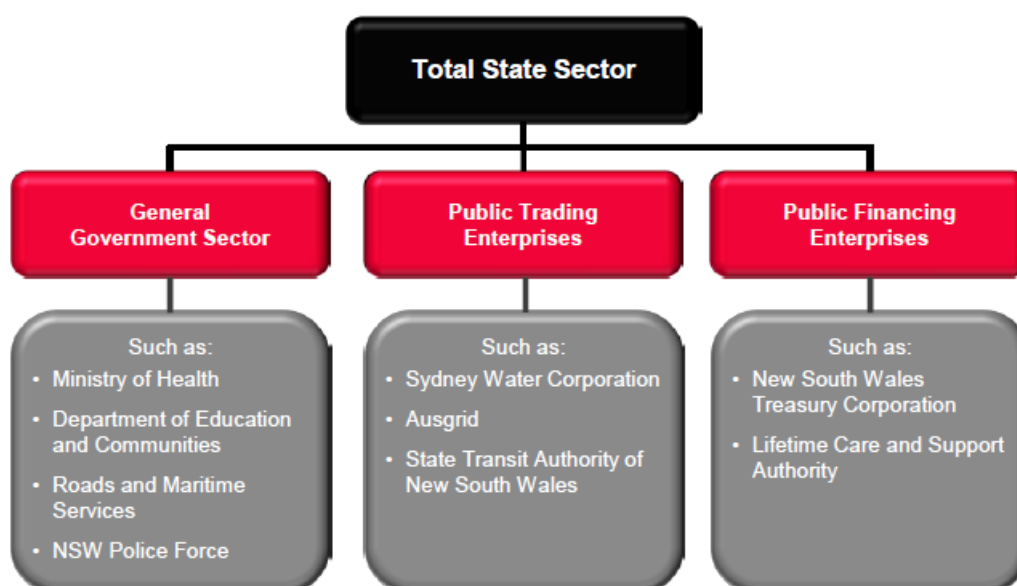 Total State Sector
General
Government Sector
Public Trading
Enterprises
Public Financing
Enterprises
Such as:
• Ministry of Health
• Department of Education
and Communities
• Roads and Maritime
Services
• NSW Police Force
Such as:
• Sydney Water Corporation
• Ausgrid
• State Transit Authority of
New South Wales
Such as:
• New South Wales
Treasury Corporation
• Lifetime Care and Support
Authority